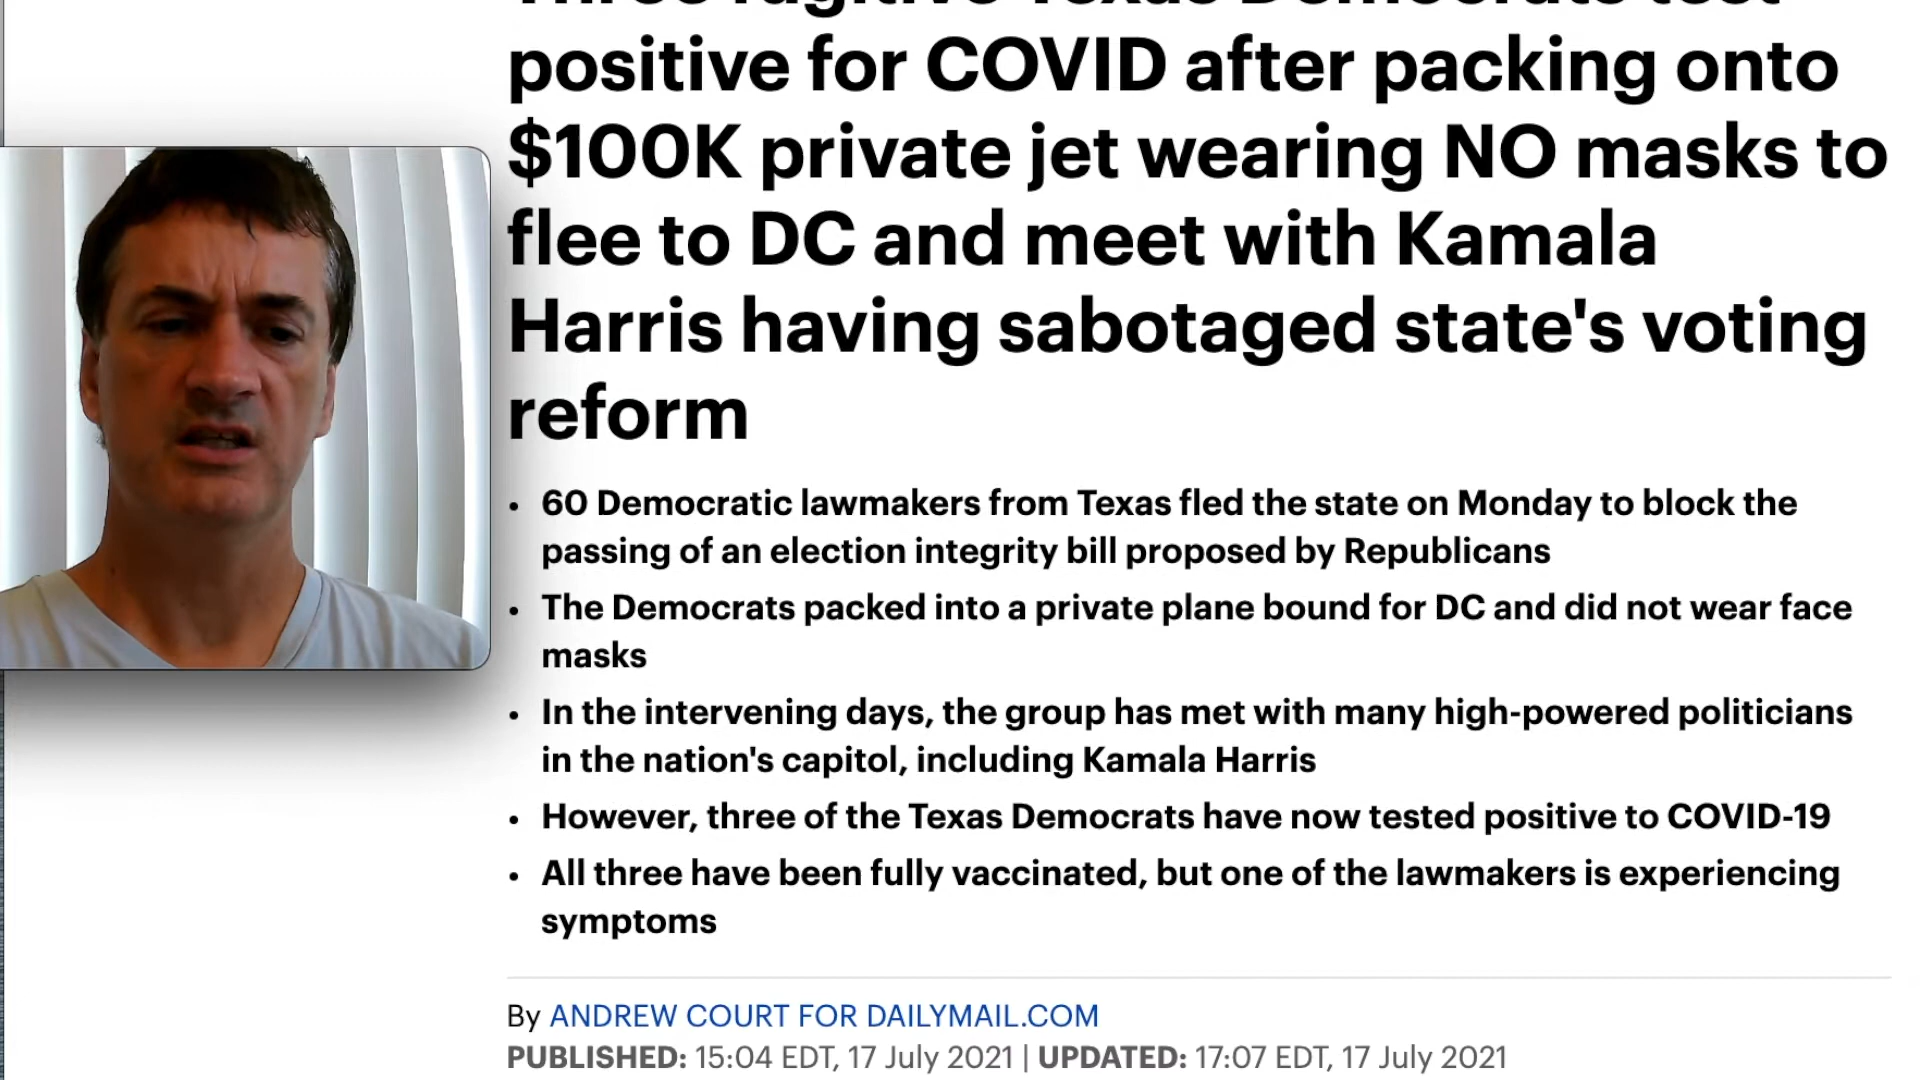 Three fugitive Texas Democrats test
positive for COVID after packing onto
$100K private jet wearing NO masks to
flee to DC and meet with Kamala
Harris having sabotaged state's voting
reform
• 60 Democratic lawmakers from Texas fled the state on Monday to block the
passing of an election integrity bill proposed by Republicans
• The Democrats packed into a private plane bound for DC and did not wear face
masks
• In the intervening days, the group has met with many high-powered politicians
in the nation's capitol, including Kamala Harris
• However, three of the Texas Democrats have now tested positive to COVID-19
• All three have been fully vaccinated, but one of the lawmakers is experiencing
symptoms
By ANDREW COURT FOR DAILYMAIL.COM
PUBLISHED: 15:04 EDT, 17 July 2021 | UPDATED: 17:07 EDT, 17 July 2021